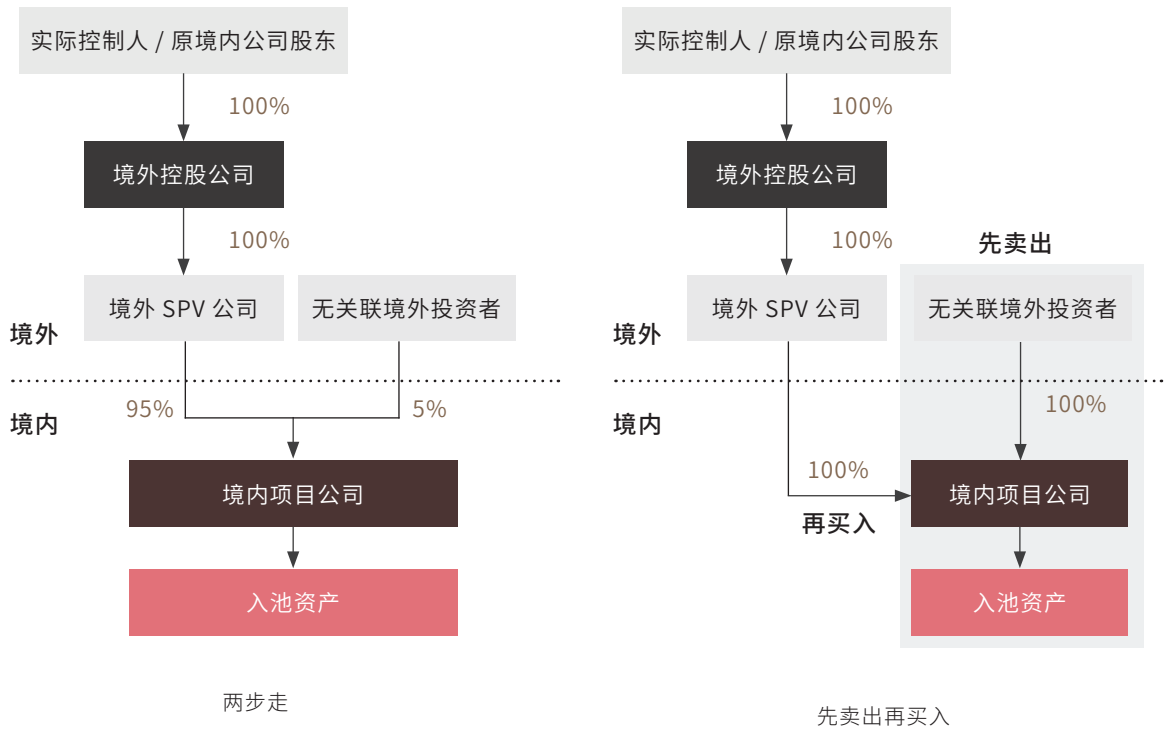 实际控制人 / 原境内公司股东
100%
境外控股公司
100%
境外 SPV 公司
无关联境外投资者
境外
境内
95%
5%
境内项目公司
入池资产
两步走
实际控制人 / 原境内公司股东
100%
境外控股公司
100%
先卖出
境外 SPV 公司
无关联境外投资者
境外
境内
100%
100%
再买入
境内项目公司
入池资产
先卖出再买入